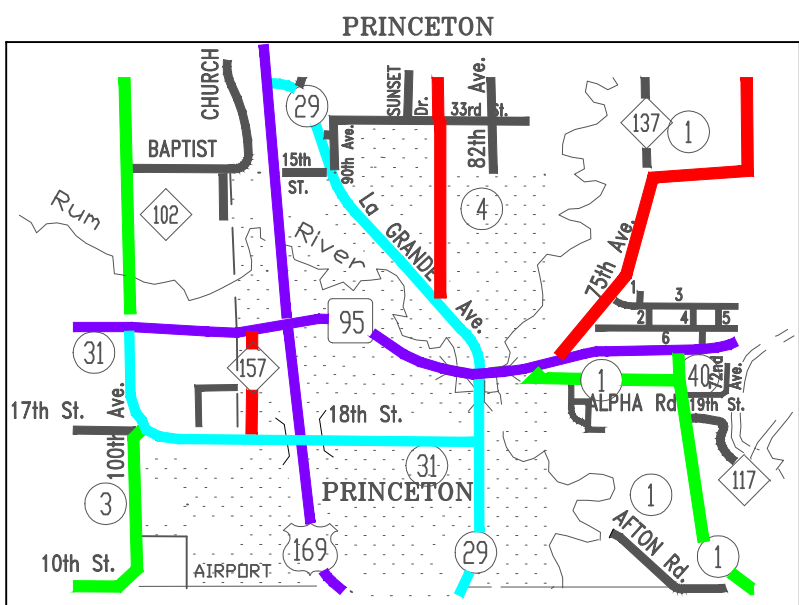 PRINCETON
CHURCH
29
SUNSET
Dr.
33rd St.
82th Ave.
137
1
BAPTIST
15th
ST.
90th Ave.
102
4
Rum
River
La GRANDE Ave.
75th Ave.
1
3
2
4
5
6
95
31
157
1
40
72nd Ave.
17th St.
100th Ave.
18th St.
ALPHA Rd.
19th St.
31
117
3
PRINCETON
1
AFTON Rd.
169
29
1
10th St.
AIRPORT